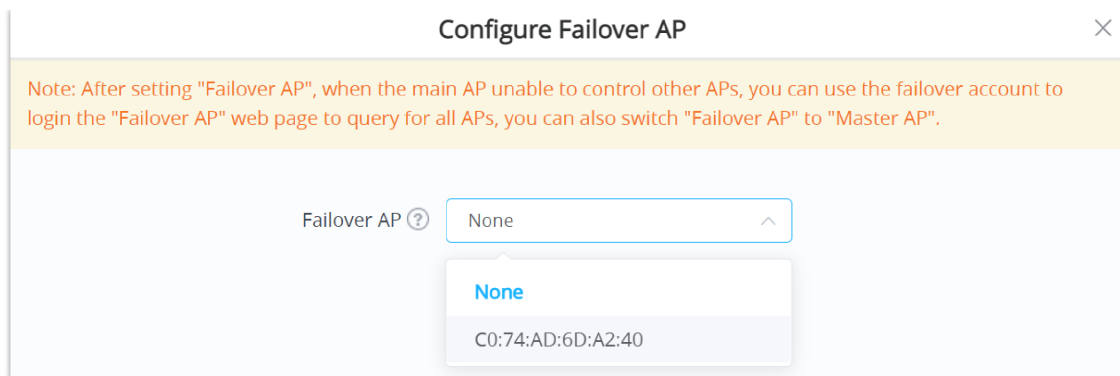 Configure Failover AP
Note: After setting "Failover AP", when the main AP unable to control other APs, you can use the failover account to
login the "Failover AP" web page to query for all APs, you can also switch "Failover AP" to "Master AP".
Failover AP ? None
None
C0:74:AD:6D:A2:40